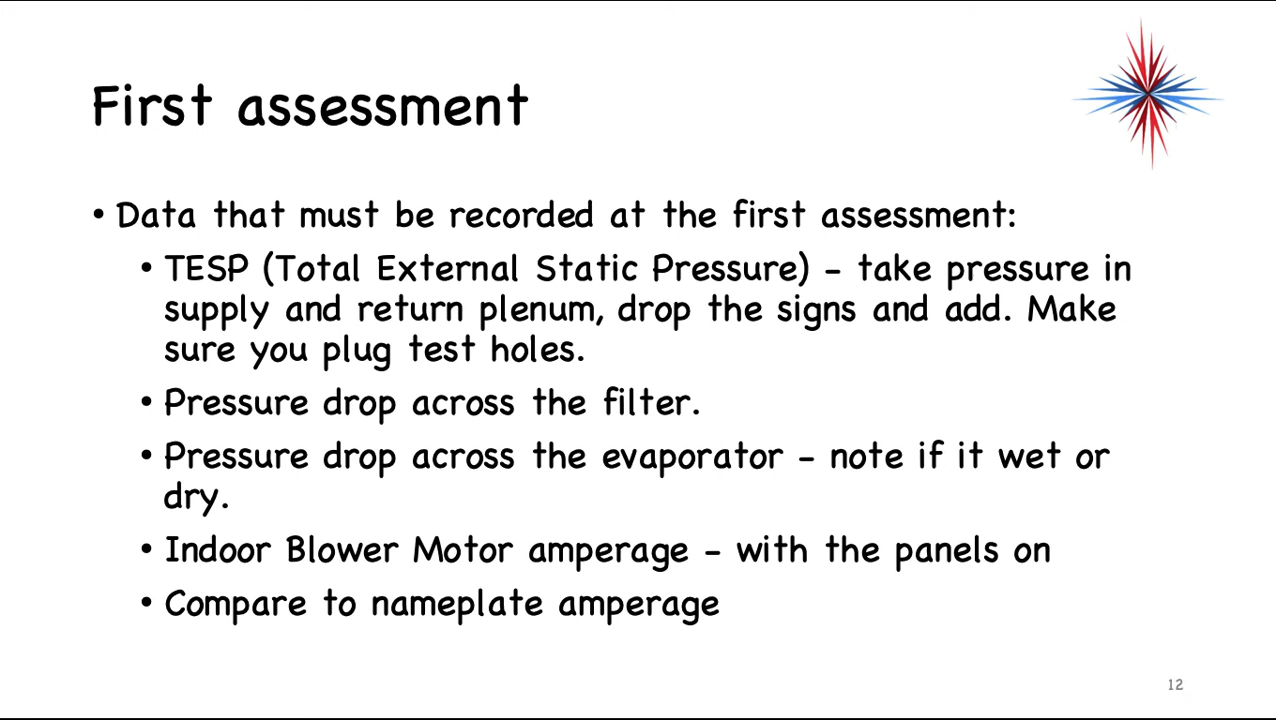 First assessment
• Data that must be recorded at the first assessment:
• TESP (Total External Static Pressure) – take pressure in
supply and return plenum, drop the signs and add. Make
sure you plug test holes.
• Pressure drop across the filter.
• Pressure drop across the evaporator – note if it wet or
dry.
• Indoor Blower Motor amperage – with the panels on
• Compare to nameplate amperage
12